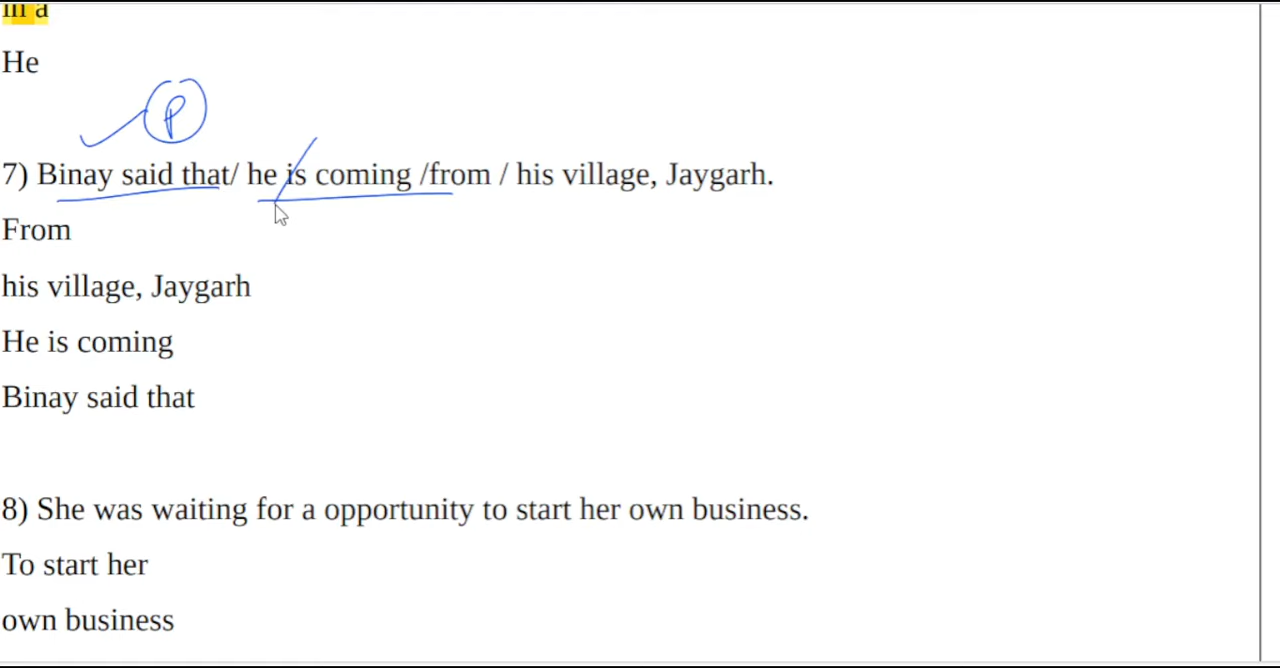 in a
He
P
7) Binay said that/ he is coming /from / his village, Jaygarh.
From
his village, Jaygarh
He is coming
Binay said that
8) She was waiting for a opportunity to start her own business.
To start her
own business